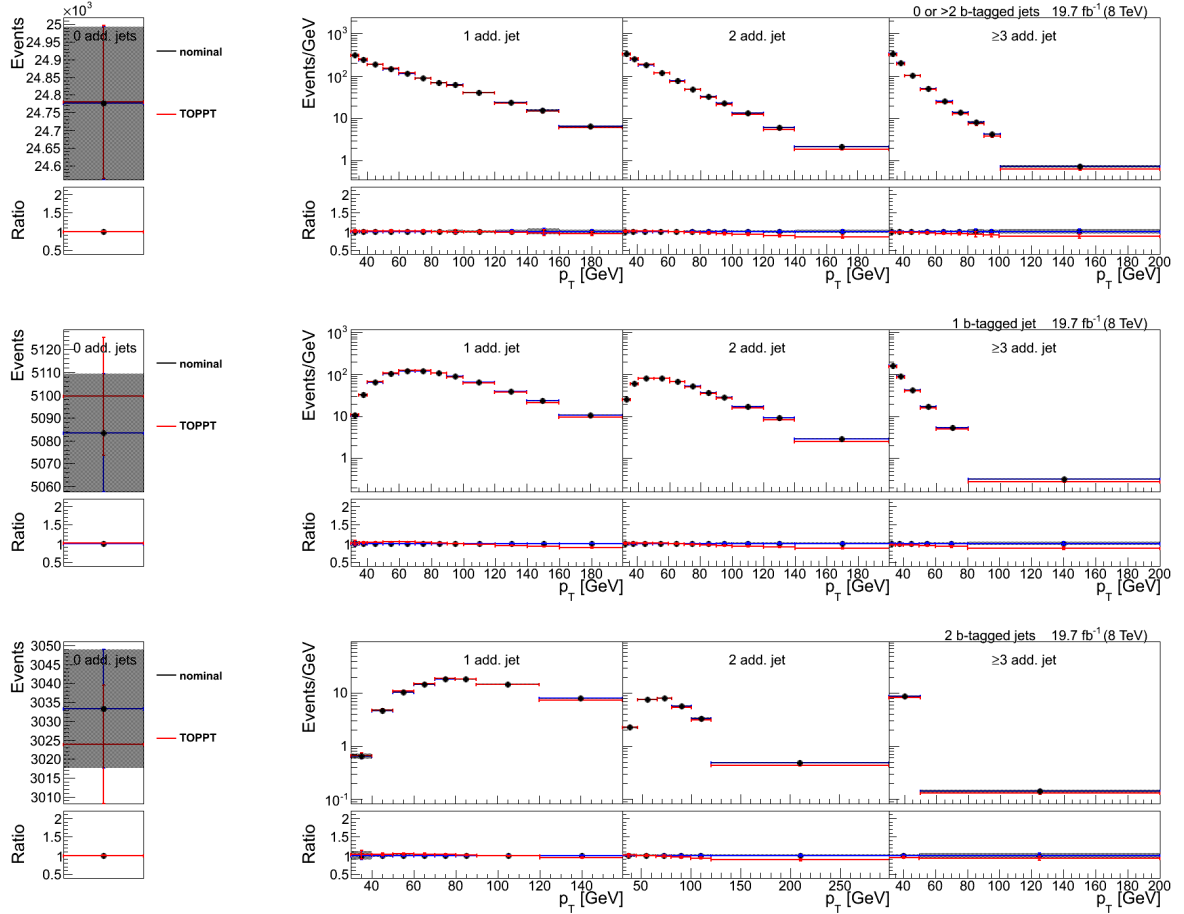 ×10³
0 or >2 b-tagged jets 19.7 fb⁻¹ (8 TeV)
Events
25
24.95
24.9
24.85
24.8
24.75
24.7
24.65
24.6
0 add. jets
nominal
TOPPT
Events/GeV
10³
10²
10
1
1 add. jet
2 add. jet
≥3 add. jet
Ratio
2
1.5
1
0.5
Ratio
2
1.5
1
0.5
40 60 80 100 120 140 160 180
40 60 80 100 120 140 160 180
40 60 80 100 120 140 160 180 200
p_T [GeV]
p_T [GeV]
p_T [GeV]
1 b-tagged jet 19.7 fb⁻¹ (8 TeV)
Events
5120
5110
5100
5090
5080
5070
5060
0 add. jets
nominal
TOPPT
Events/GeV
10³
10²
10
1
1 add. jet
2 add. jet
≥3 add. jet
Ratio
2
1.5
1
0.5
Ratio
2
1.5
1
0.5
40 60 80 100 120 140 160 180
40 60 80 100 120 140 160 180
40 60 80 100 120 140 160 180 200
p_T [GeV]
p_T [GeV]
p_T [GeV]
2 b-tagged jets 19.7 fb⁻¹ (8 TeV)
Events
3050
3045
3040
3035
3030
3025
3020
3015
3010
0 add. jets
nominal
TOPPT
Events/GeV
10
1
10⁻¹
1 add. jet
2 add. jet
≥3 add. jet
Ratio
2
1.5
1
0.5
Ratio
2
1.5
1
0.5
40 60 80 100 120 140 160
50 100 150 200 250
40 60 80 100 120 140 160 180 200
p_T [GeV]
p_T [GeV]
p_T [GeV]